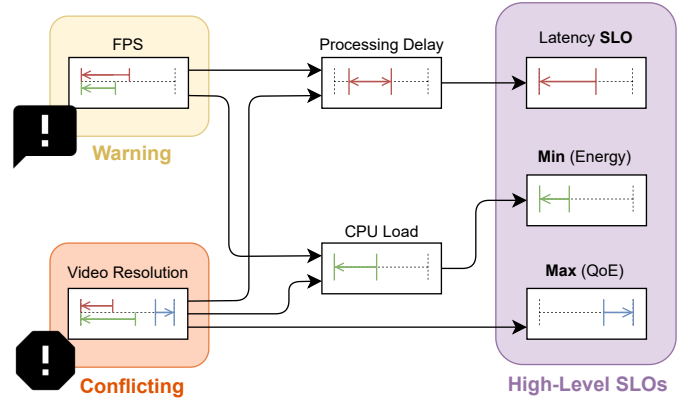 FPS
Processing Delay
Latency SLO
Warning
Min (Energy)
CPU Load
Video Resolution
Max (QoE)
Conflicting
High-Level SLOs